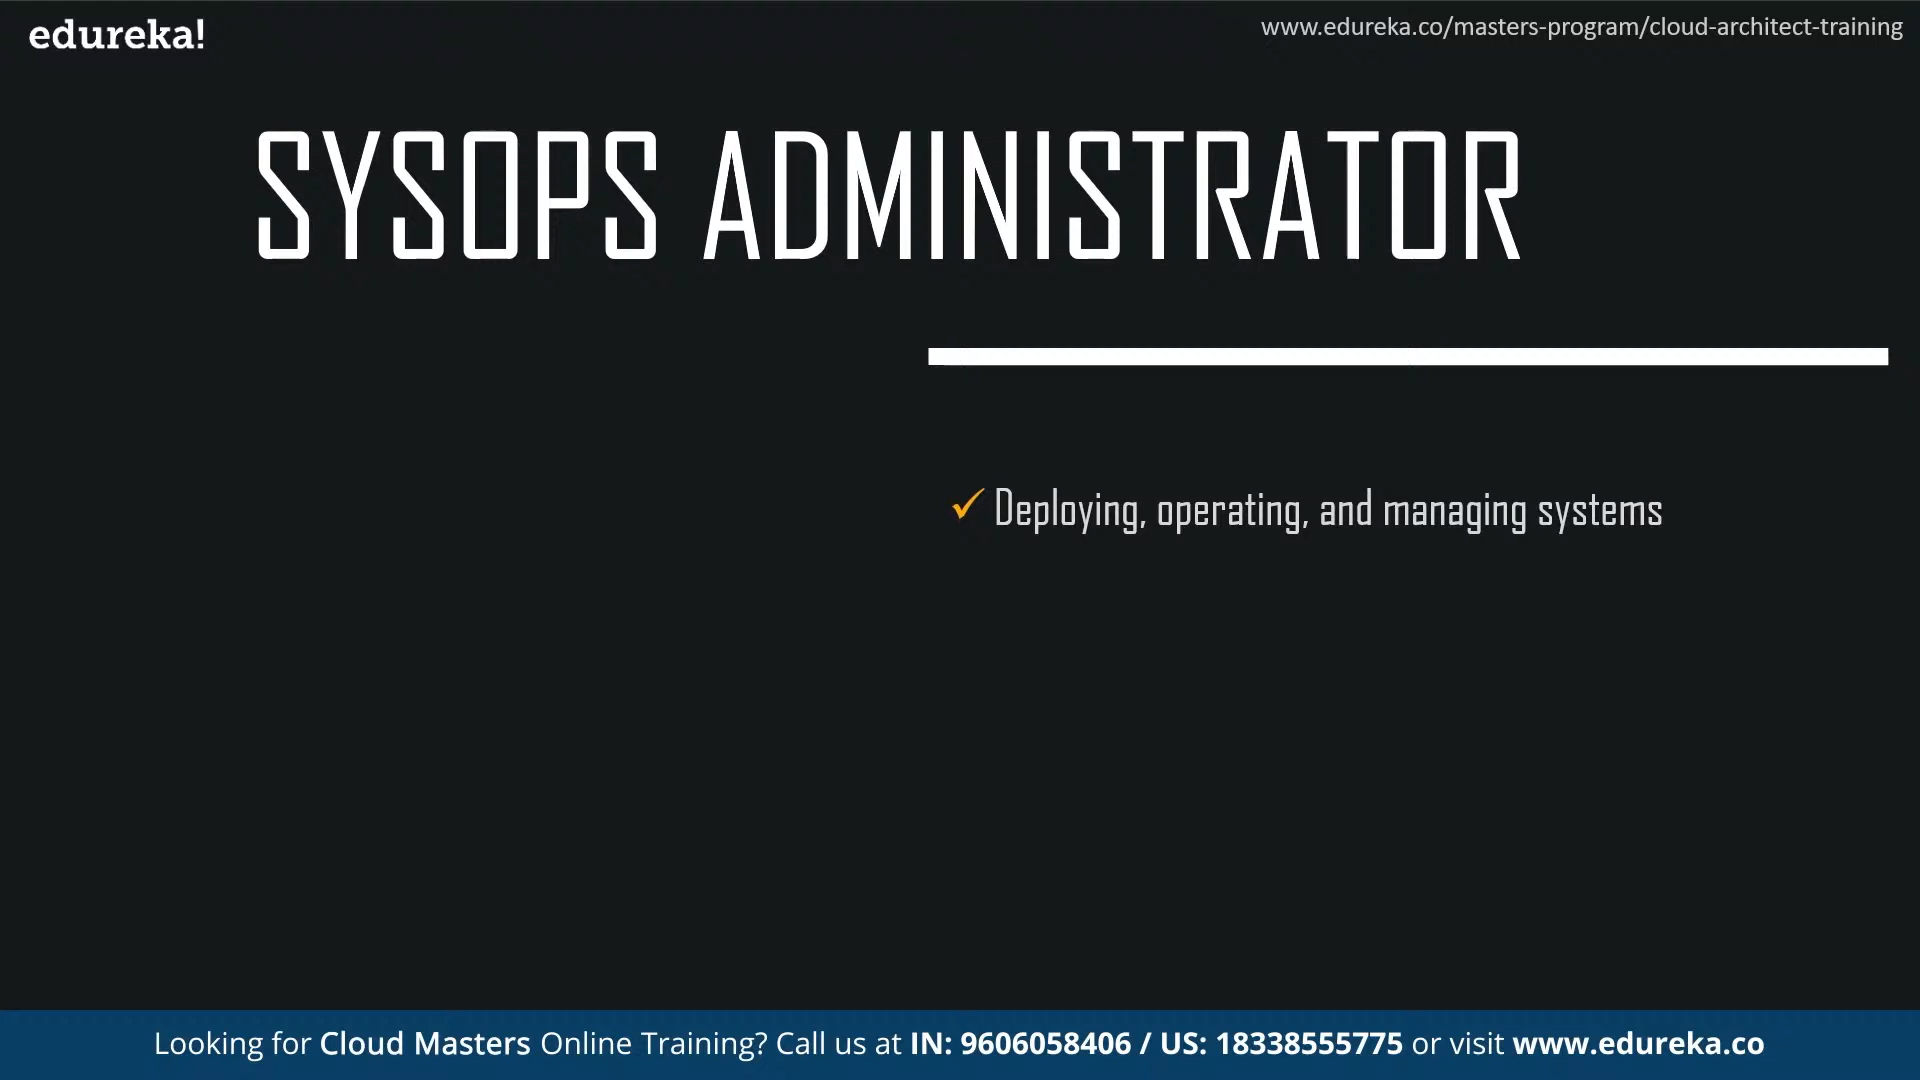 edureka!
www.edureka.co/masters-program/cloud-architect-training
SYSOPS ADMINISTRATOR
✓ Deploying, operating, and managing systems
Looking for Cloud Masters Online Training? Call us at IN: 9606058406 / US: 18338555775 or visit www.edureka.co